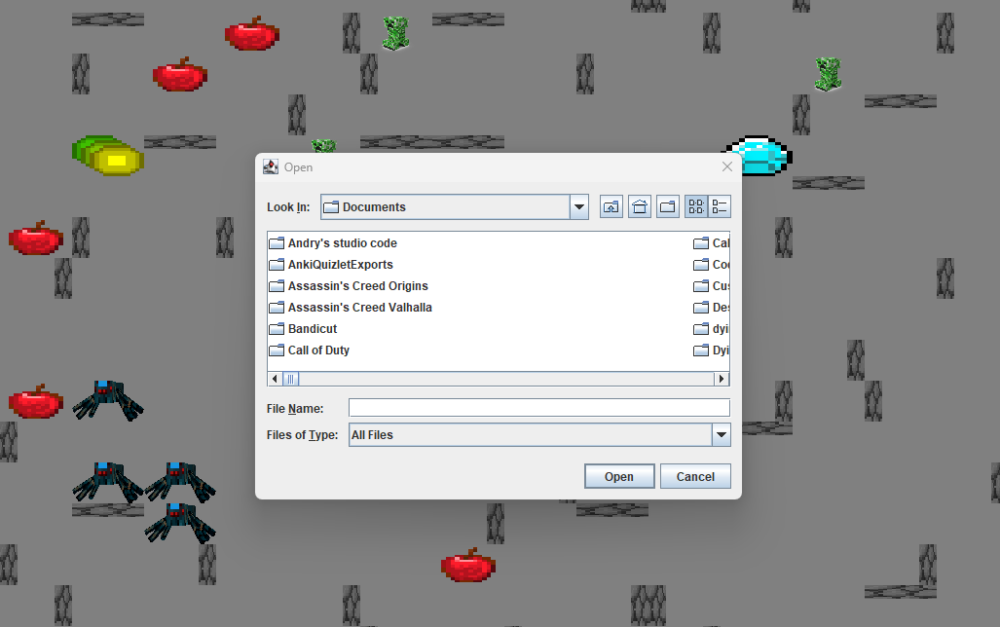 Open
Look In: Documents
Andry's studio code
AnkiQuizletExports
Assassin's Creed Origins
Assassin's Creed Valhalla
Bandicut
Call of Duty
Cal
Coo
Cus
Des
dyi
Dyi
File Name:
Files of Type: All Files
Open Cancel